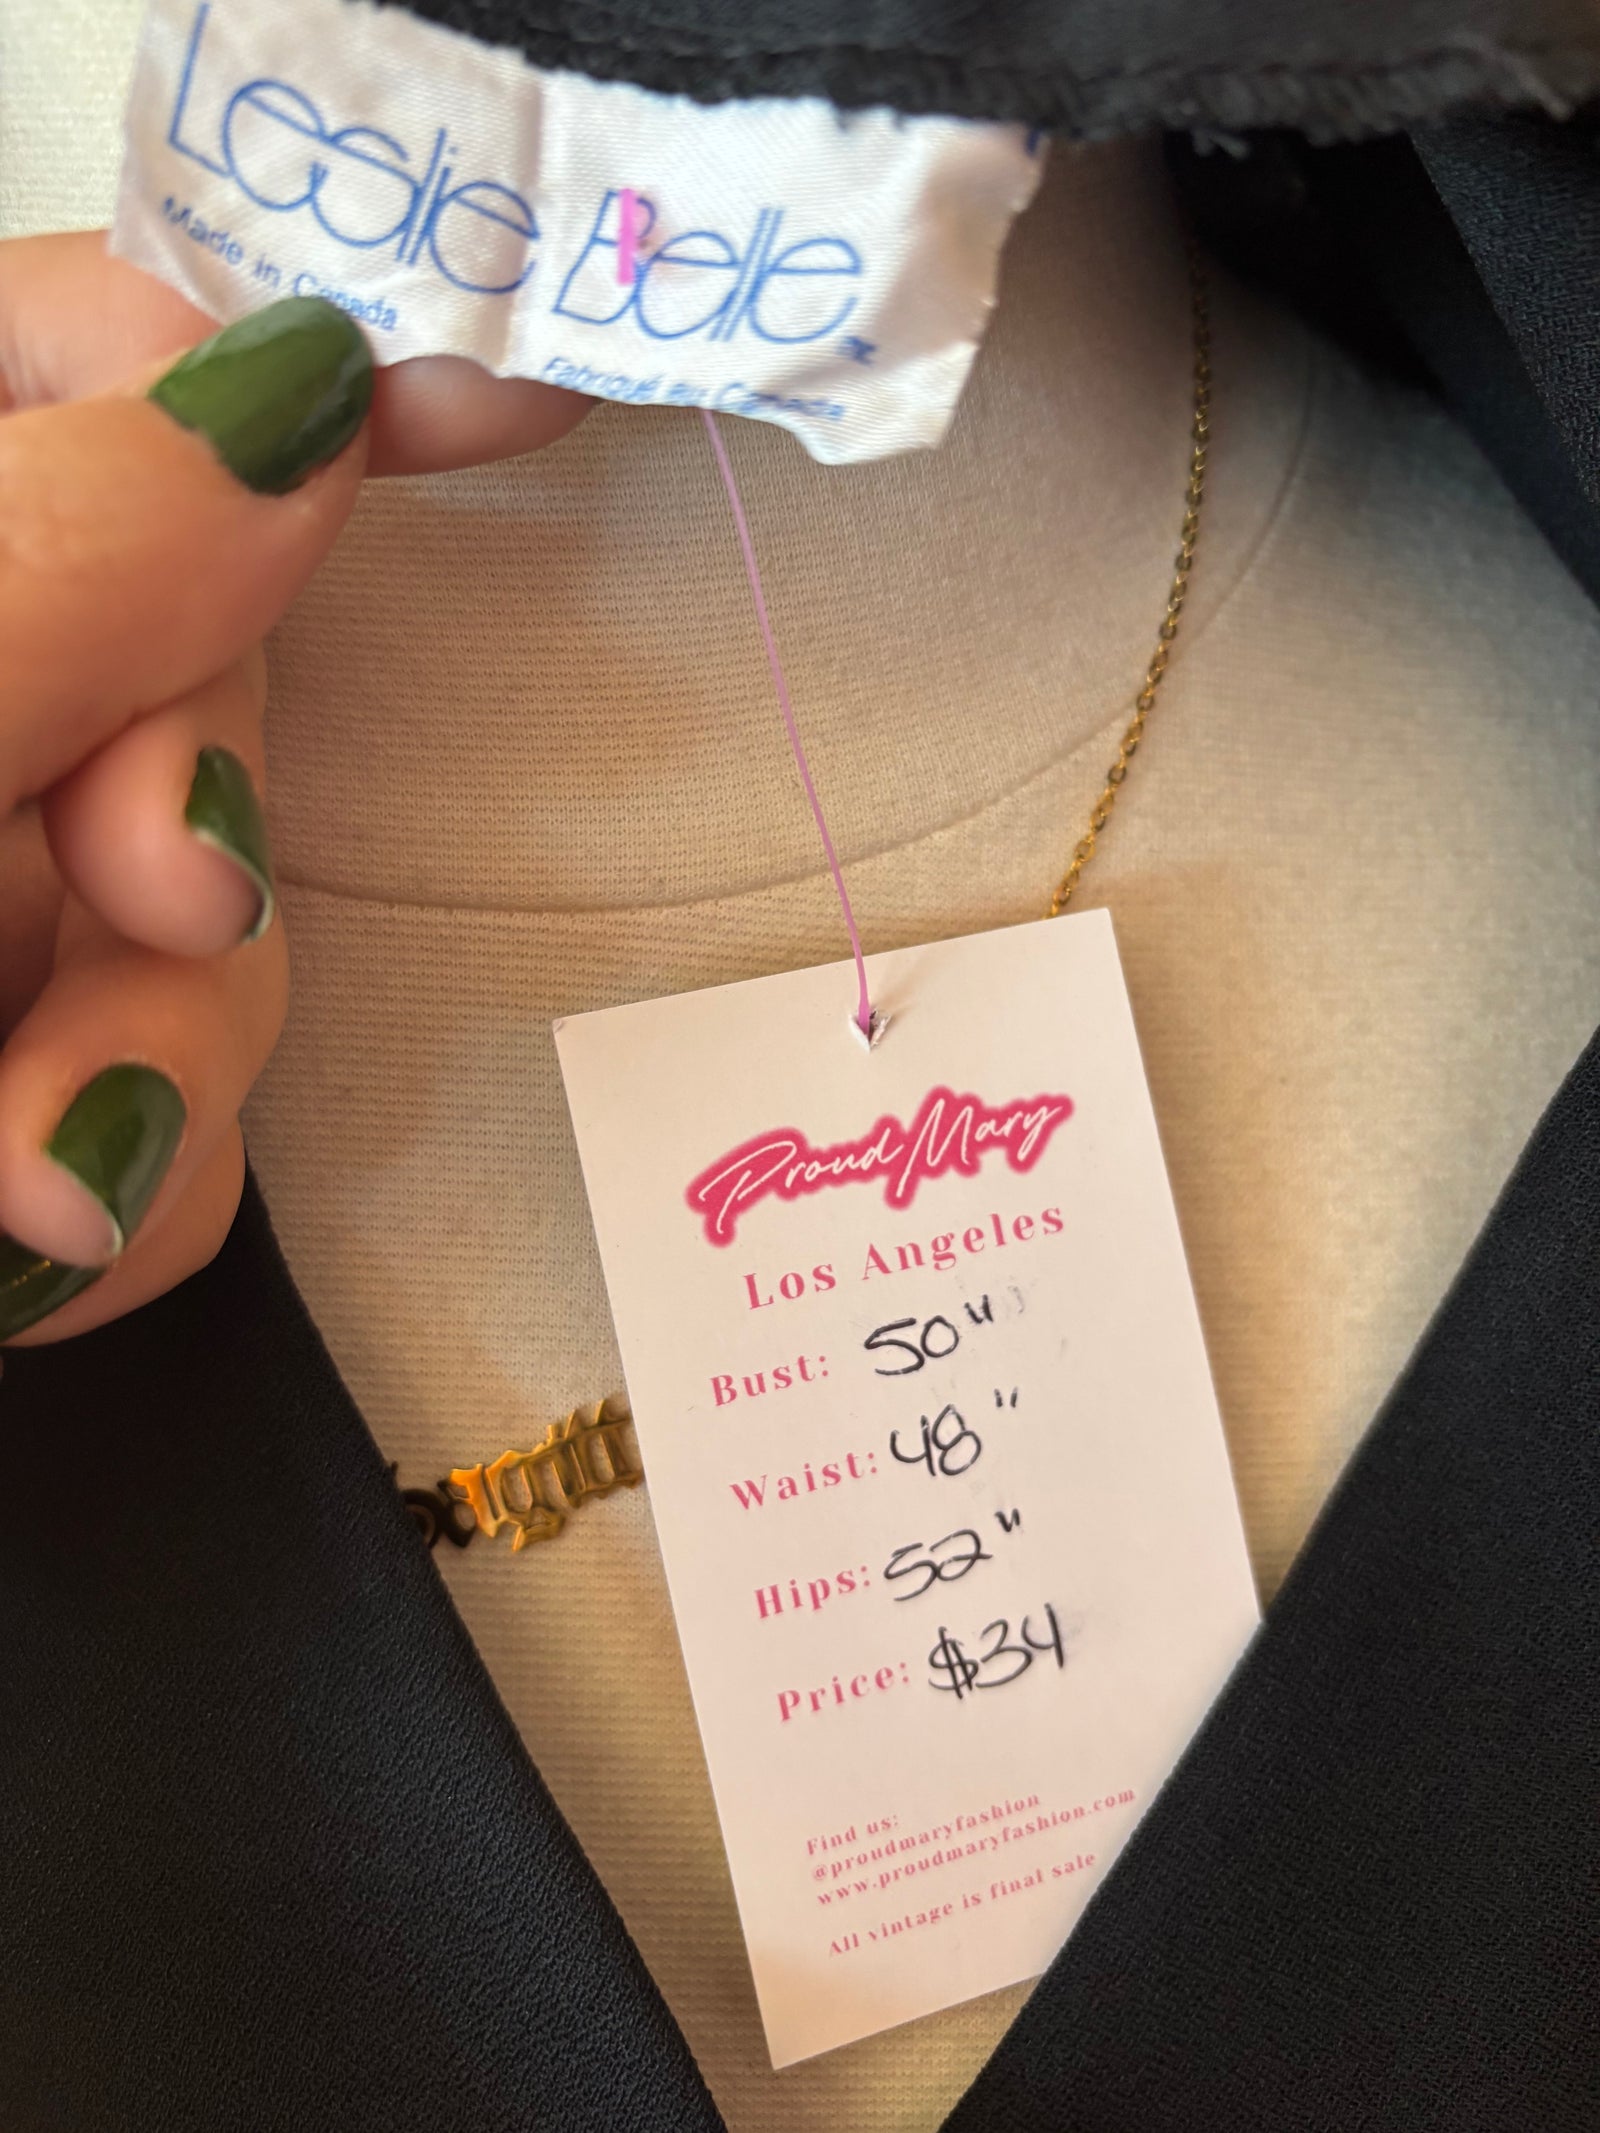 Leslie Belle
Made in Canada
Fabriqué au Canada
Proud Mary
Los Angeles
Bust: 50"
Waist: 48"
Hips: 52"
Price: $34
Find us:
@proudmaryfashion
www.proudmaryfashion.com
All vintage is final sale